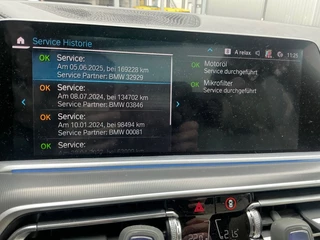 Service Historie
A relax
11:25
OK Service:
Am 05.06.2025, bei 169228 km
Service Partner: BMW 32929
OK Service:
Am 08.07.2024, bei 134702 km
Service Partner: BMW 03846
OK Service:
Am 10.01.2024, bei 98494 km
Service Partner: BMW 00081
OK Service:
OK Motoröl
Service durchgeführt
OK Mikrofilter
Service durchgeführt